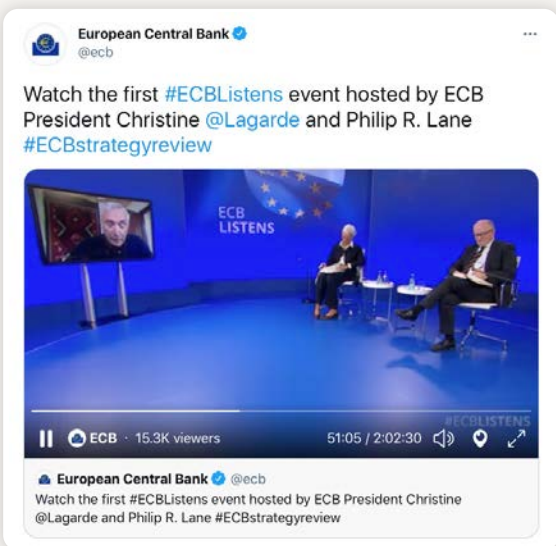 European Central Bank
@ecb
Watch the first #ECBListens event hosted by ECB
President Christine @Lagarde and Philip R. Lane
#ECBstrategyreview
ECB
LISTENS
#ECBLISTENS
ECB · 15.3K viewers
51:05 / 2:02:30
European Central Bank @ecb
Watch the first #ECBListens event hosted by ECB President Christine
@Lagarde and Philip R. Lane #ECBstrategyreview